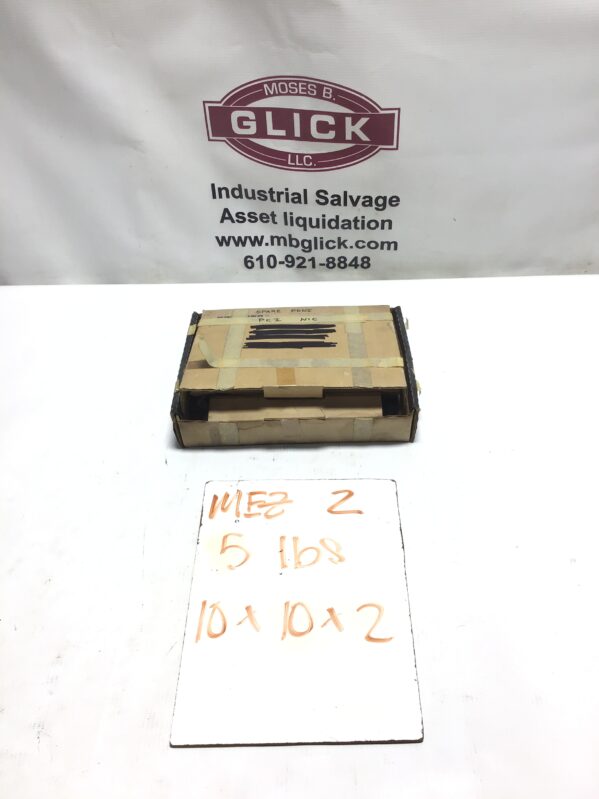 MOSES B.
GLICK
LLC.
Industrial Salvage
Asset liquidation
www.mbglick.com
610-921-8848
SPARE
MEZ 2
5 lbs
10 x 10 x 2